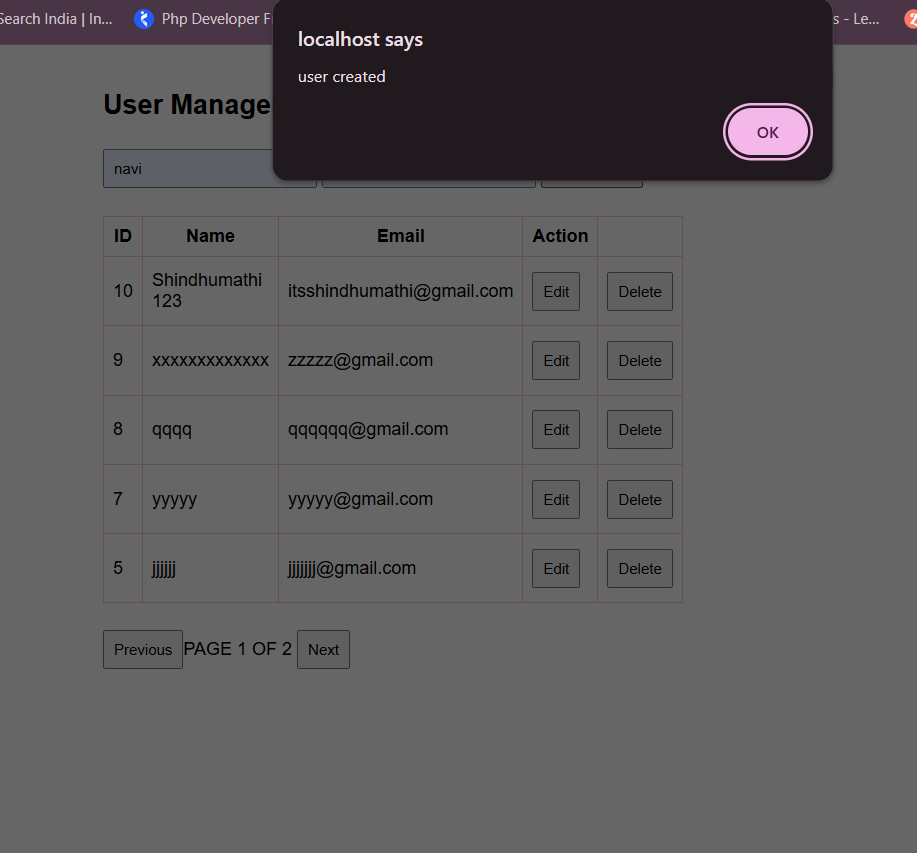 Search India | In...
Php Developer F
s - Le...
localhost says
user created
OK
User Manage
navi
ID Name Email Action
10 Shindhumathi 123 itsshindhumathi@gmail.com Edit Delete
9 xxxxxxxxxxxxx zzzzz@gmail.com Edit Delete
8 qqqq qqqqqq@gmail.com Edit Delete
7 yyyyy yyyyy@gmail.com Edit Delete
5 jjjjjj jjjjjjj@gmail.com Edit Delete
Previous PAGE 1 OF 2 Next